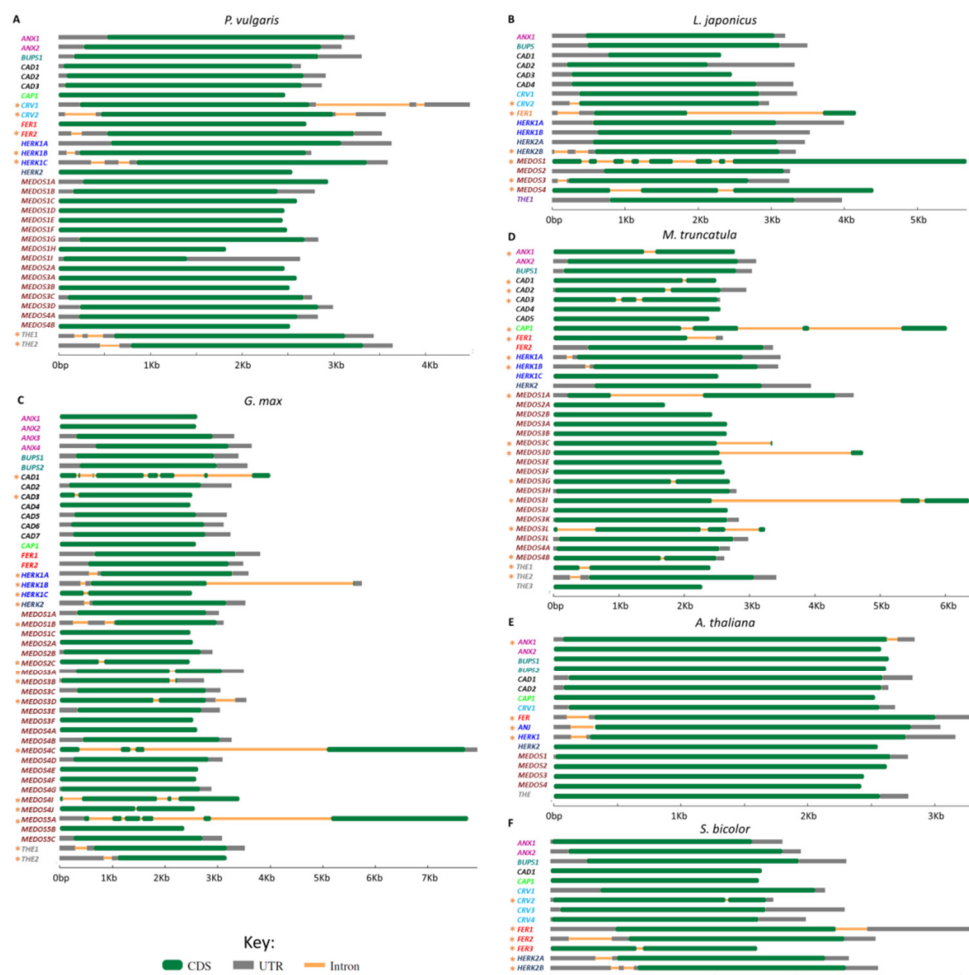 A
P. vulgaris
ANX1
ANX2
BUPS1
CAD1
CAD2
CAD3
CAP1
* CRV1
* CRV2
FER1
* FER2
HERK1A
* HERK1B
* HERK1C
HERK2
MEDOS1A
MEDOS1B
MEDOS1C
MEDOS1D
MEDOS1E
MEDOS1F
MEDOS1G
MEDOS1H
MEDOS1I
MEDOS2A
MEDOS3A
MEDOS3B
MEDOS3C
MEDOS3D
MEDOS4A
MEDOS4B
* THE1
* THE2
0bp 1Kb 2Kb 3Kb 4Kb
B
L. japonicus
ANX1
BUPS
CAD1
CAD2
CAD3
CAD4
CRV1
* CRV2
* FER1
HERK1A
HERK1B
HERK2A
* HERK2B
* MEDOS1
MEDOS2
* MEDOS3
* MEDOS4
THE1
0bp 1Kb 2Kb 3Kb 4Kb 5Kb
C
G. max
ANX1
ANX2
ANX3
ANX4
BUPS1
BUPS2
* CAD1
CAD2
* CAD3
CAD4
CAD5
CAD6
CAD7
CAP1
FER1
FER2
* HERK1A
* HERK1B
* HERK1C
* HERK2
MEDOS1A
* MEDOS1B
MEDOS1C
MEDOS2A
MEDOS2B
* MEDOS2C
* MEDOS3A
* MEDOS3B
MEDOS3C
* MEDOS3D
MEDOS3E
MEDOS3F
MEDOS4A
MEDOS4B
* MEDOS4C
MEDOS4D
MEDOS4E
MEDOS4F
MEDOS4G
* MEDOS4I
* MEDOS4J
* MEDOS5A
MEDOS5B
MEDOS5C
* THE1
* THE2
0bp 1Kb 2Kb 3Kb 4Kb 5Kb 6Kb 7Kb
D
M. truncatula
* ANX1
ANX2
BUPS1
* CAD1
* CAD2
* CAD3
CAD4
CAD5
* CAP1
* FER1
FER2
* HERK1A
* HERK1B
HERK1C
HERK2
* MEDOS1A
MEDOS2A
MEDOS2B
MEDOS3A
MEDOS3B
* MEDOS3C
* MEDOS3D
MEDOS3E
MEDOS3F
* MEDOS3G
MEDOS3H
* MEDOS3I
MEDOS3J
MEDOS3K
* MEDOS3L
MEDOS3L
MEDOS4A
* MEDOS4B
* THE1
* THE2
THE3
0bp 1Kb 2Kb 3Kb 4Kb 5Kb 6Kb
E
A. thaliana
* ANX1
ANX2
BUPS1
BUPS2
CAD1
CAD2
CAP1
CRV1
* FER
* ANJ
* HERK1
HERK2
MEDOS1
MEDOS2
MEDOS3
MEDOS4
THE
0bp 1Kb 2Kb 3Kb
F
S. bicolor
ANX1
ANX2
BUPS1
CAD1
CAP1
CRV1
* CRV2
CRV3
CRV4
* FER1
* FER2
* FER3
* HERK2A
* HERK2B
Key:
CDS UTR Intron